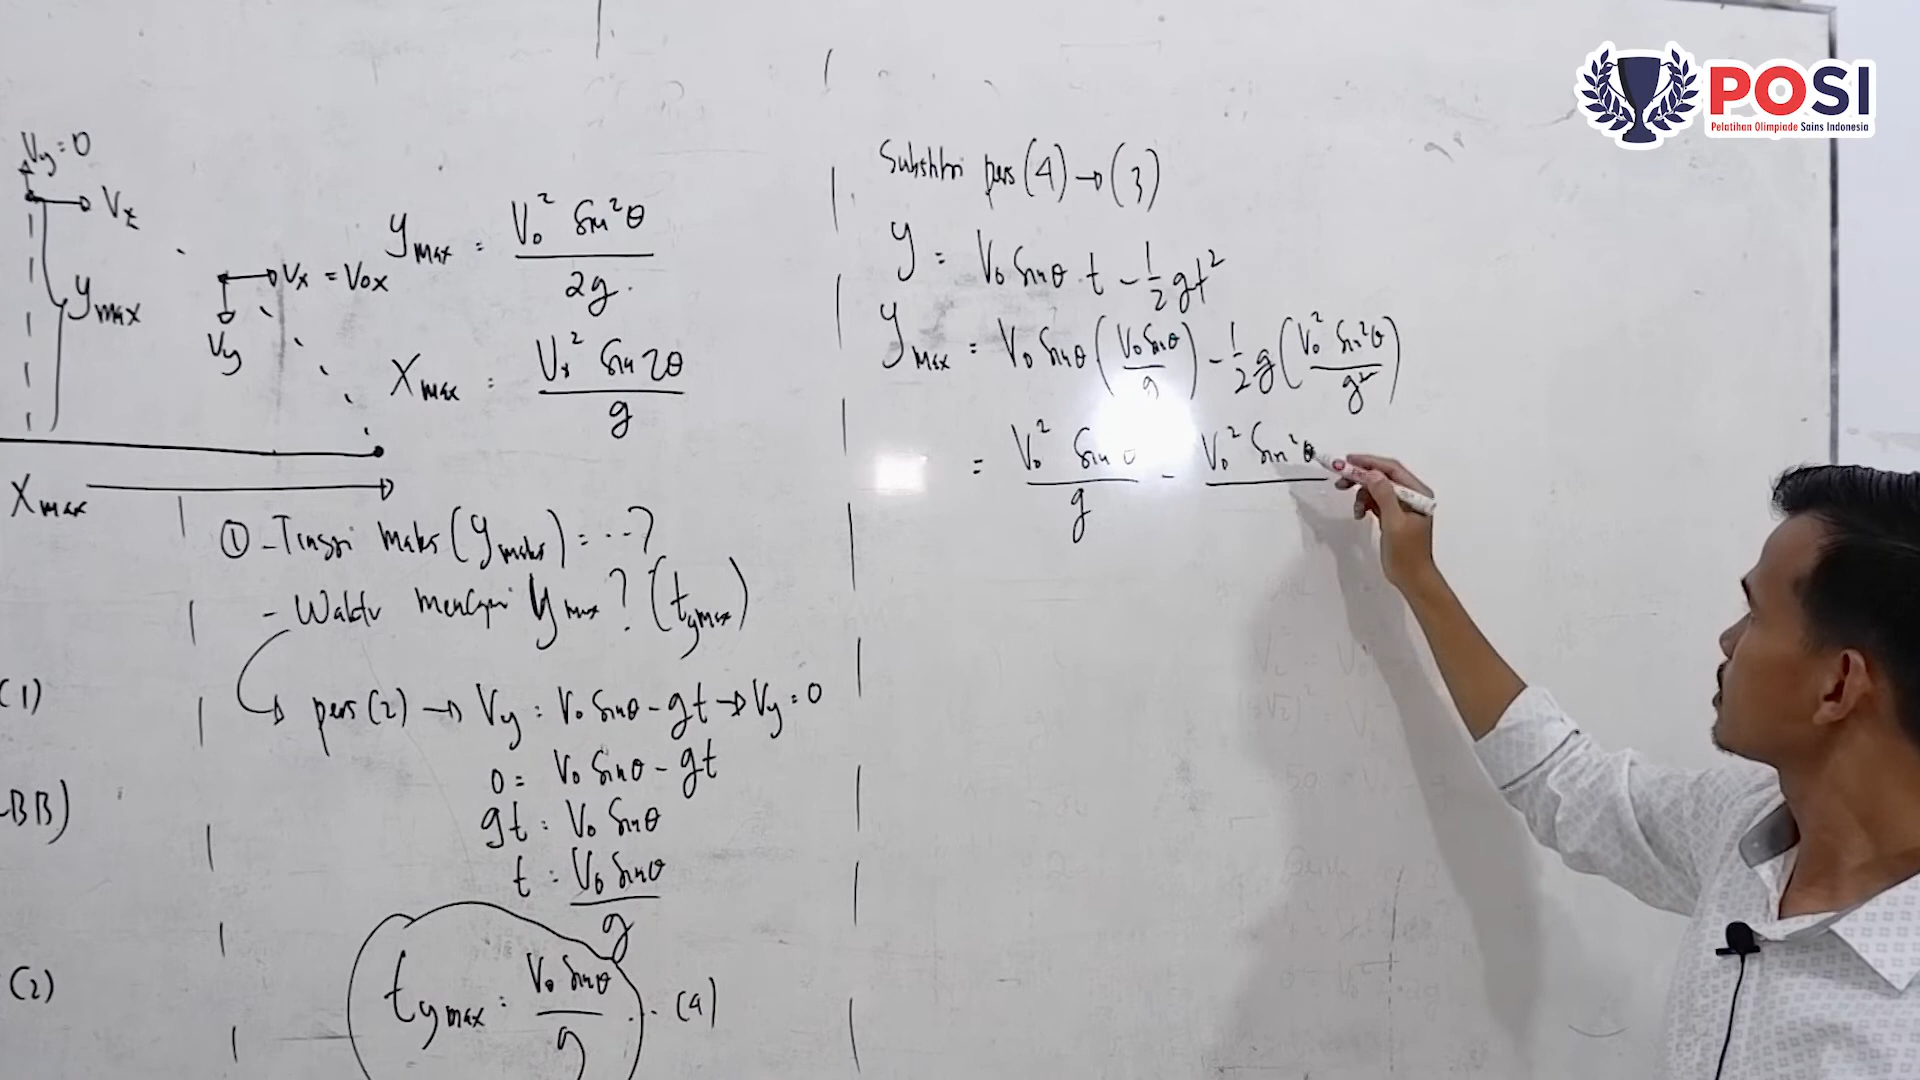 POSI
Pelatihan Olimpiade Sains Indonesia
Vy = 0
Vx
ymax
Vx = Vox
Vy
Xmax
ymax = V₀² Sin²θ / 2g
Xmax = V₀² Sin 2θ / g
① - Tinggi maks (ymaks) = ...?
- Waktu mencapai ymax? (tymax)
pers (2) → Vy = V₀ Sinθ - gt → Vy = 0
0 = V₀ Sinθ - gt
gt = V₀ Sinθ
t = V₀ Sinθ / g
tymax = V₀ Sinθ / g ... (4)
(1)
BB)
(2)
pers (4) → (3)
y = V₀ Sinθ . t - 1/2 gt²
ymax = V₀ Sinθ (V₀ Sinθ / g) - 1/2 g (V₀² Sin²θ / g²)
= V₀² Sin θ / g - V₀² Sin²θ